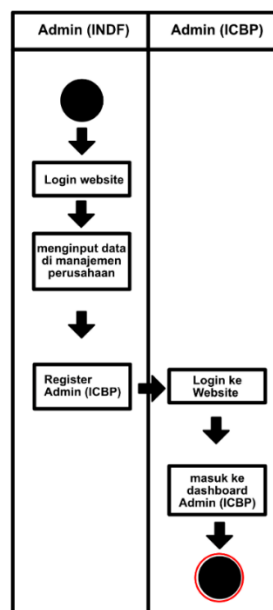 Admin (INDF)
Admin (ICBP)
Login website
menginput data
di manajemen
perusahaan
Register
Admin (ICBP)
Login ke
Website
masuk ke
dashboard
Admin (ICBP)